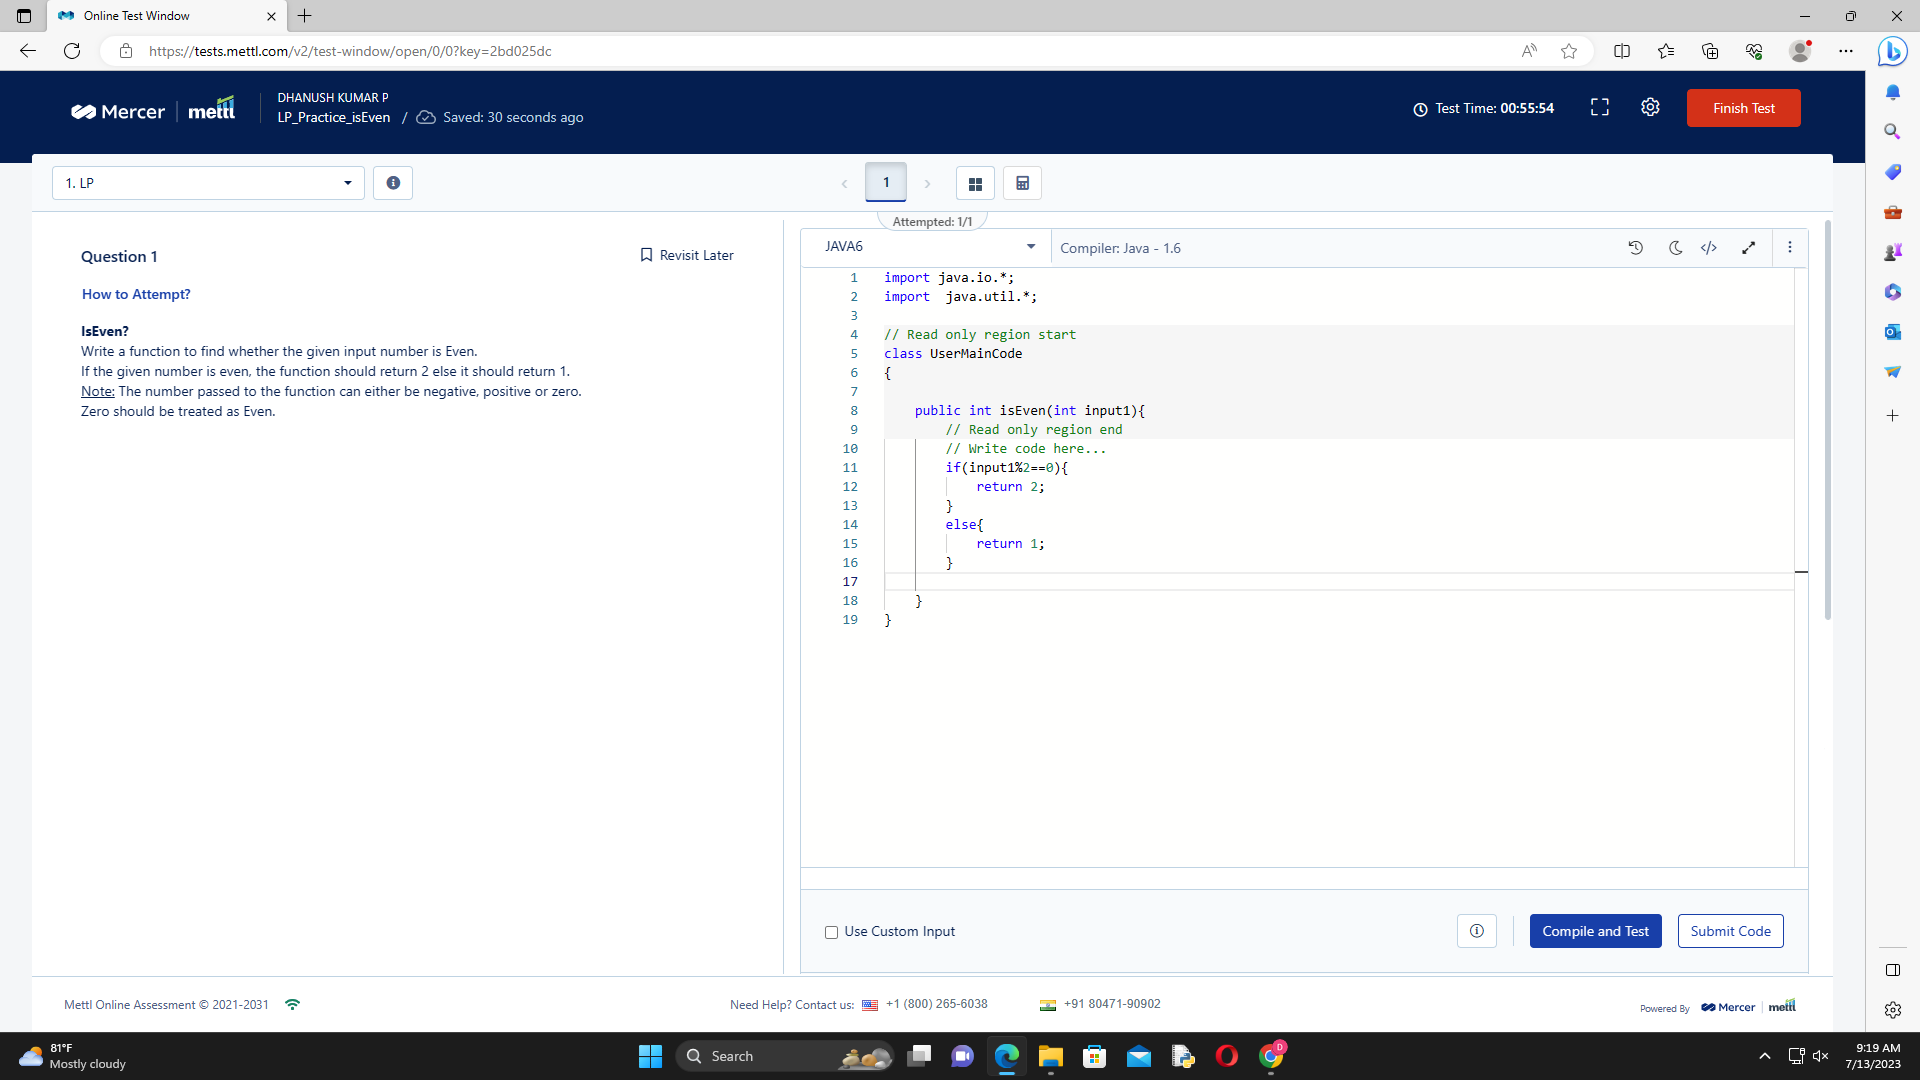 Online Test Window
https://tests.mettl.com/v2/test-window/open/0/0?key=2bd025dc
Mercer | mettl
DHANUSH KUMAR P
LP_Practice_isEven / Saved: 30 seconds ago
Test Time: 00:55:54
Finish Test
1. LP
1
Attempted: 1/1
Question 1
Revisit Later
How to Attempt?
IsEven?
Write a function to find whether the given input number is Even.
If the given number is even, the function should return 2 else it should return 1.
Note: The number passed to the function can either be negative, positive or zero.
Zero should be treated as Even.
JAVA6
Compiler: Java - 1.6
1 import java.io.*;
2 import  java.util.*;
3
4 // Read only region start
5 class UserMainCode
6 {
7
8     public int isEven(int input1){
9         // Read only region end
10         // Write code here...
11         if(input1%2==0){
12             return 2;
13         }
14         else{
15             return 1;
16         }
17
18     }
19 }
Use Custom Input
Compile and Test
Submit Code
Mettl Online Assessment © 2021-2031
Need Help? Contact us: +1 (800) 265-6038
+91 80471-90902
Powered By Mercer | mettl
81°F
Mostly cloudy
Search
D
9:19 AM
7/13/2023